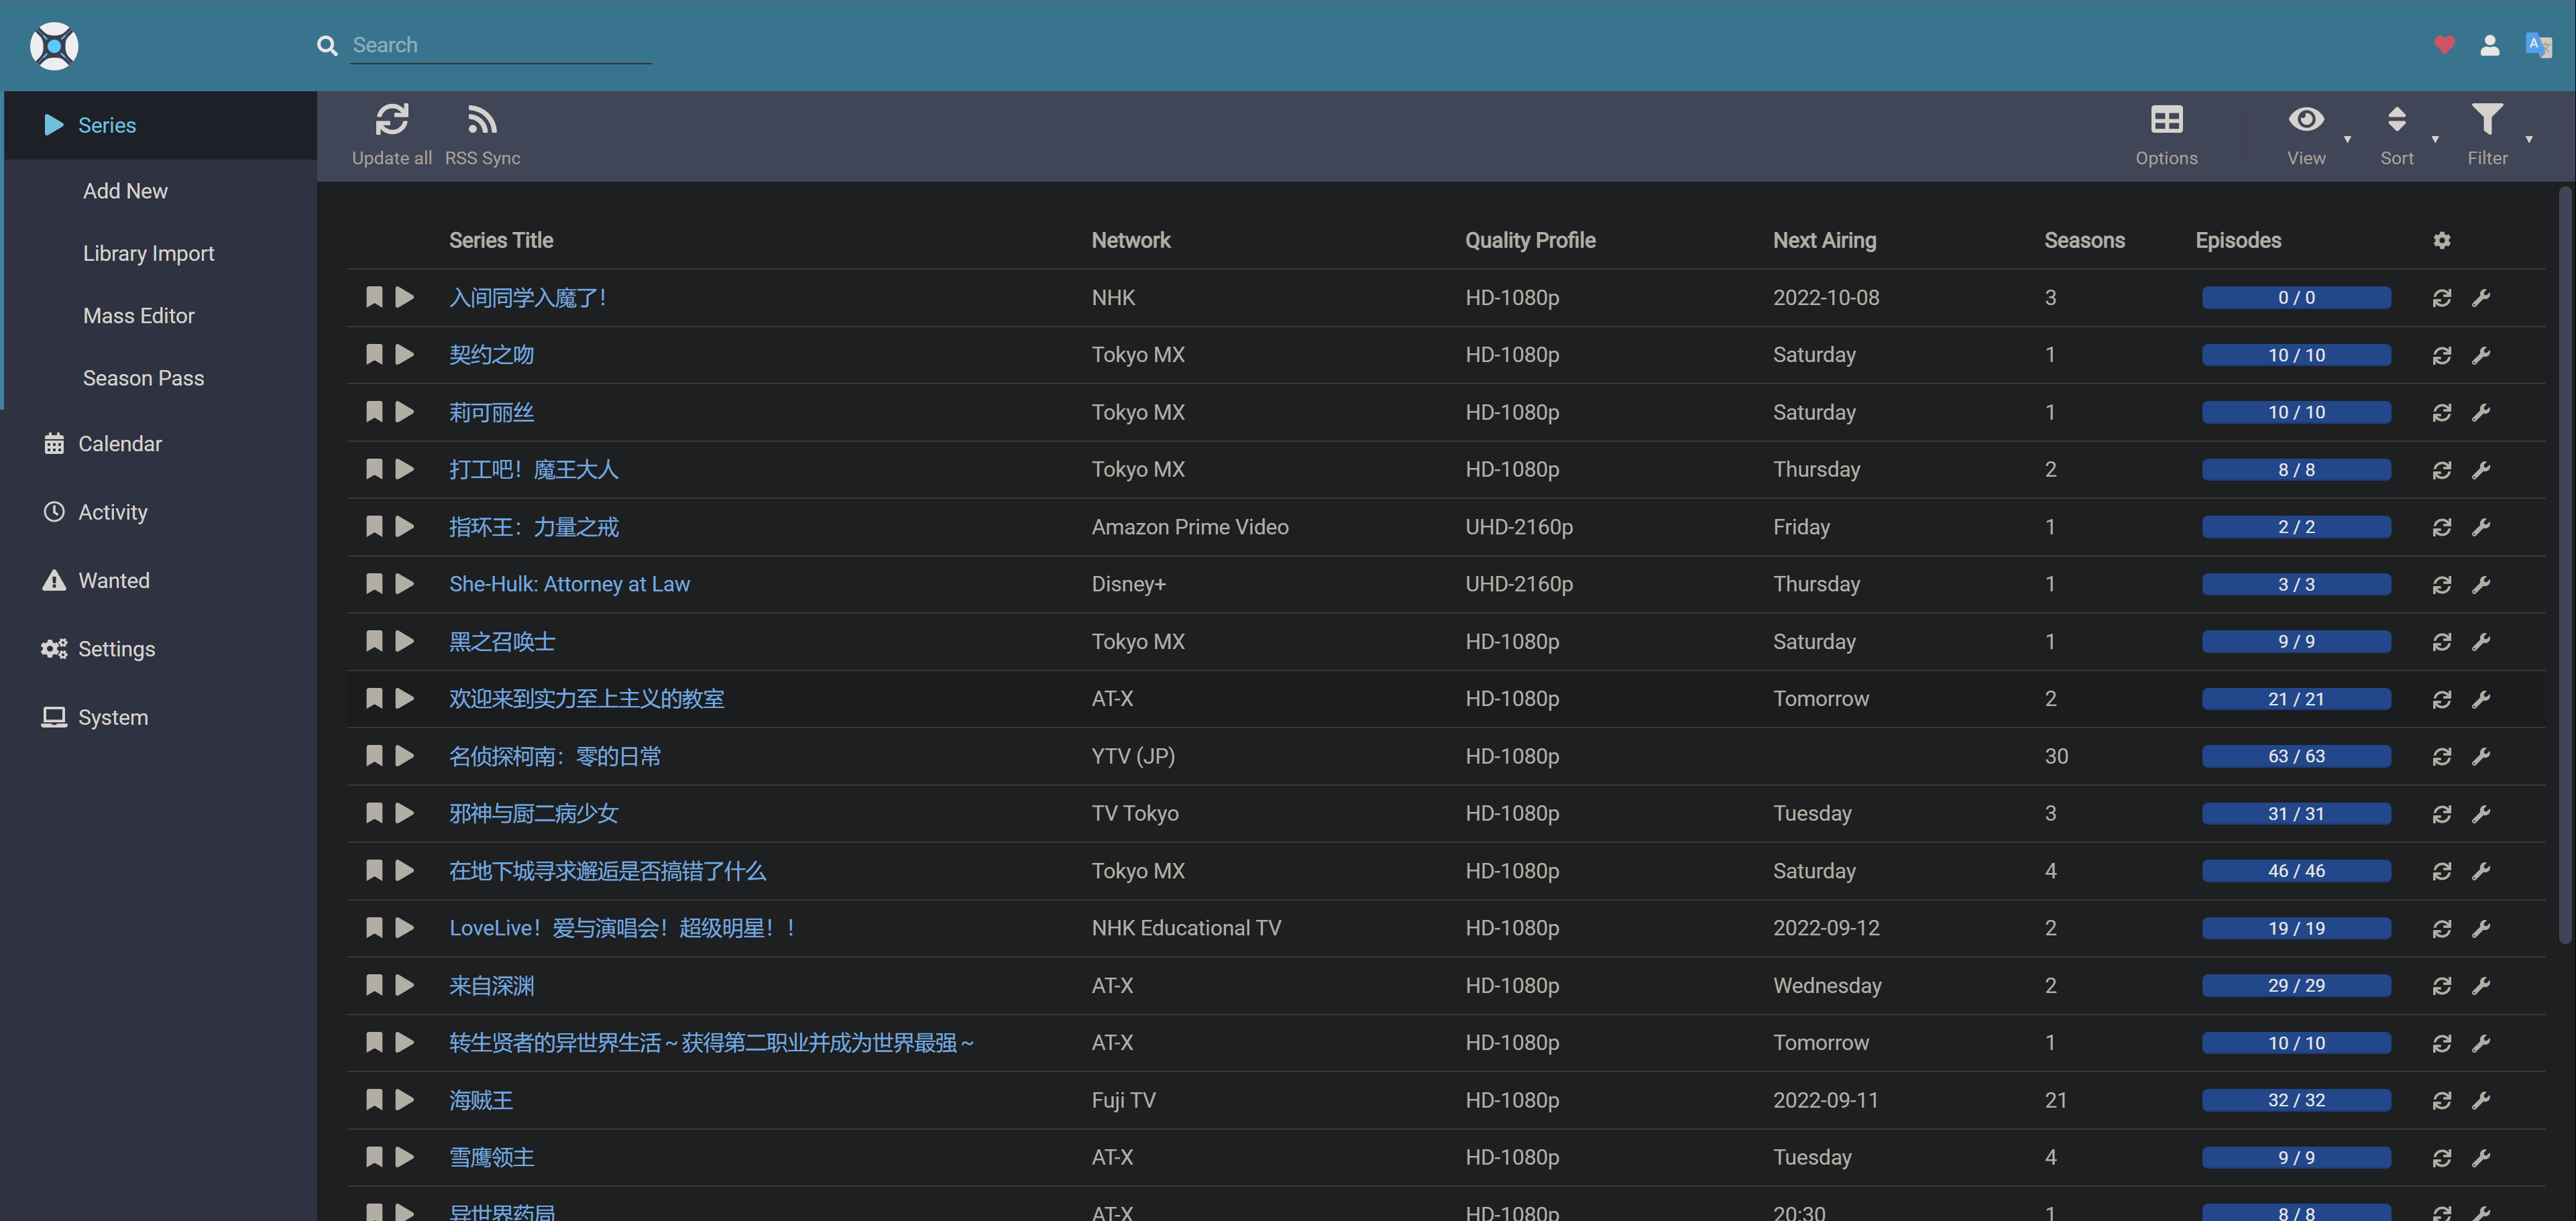 Search
Series
Add New
Library Import
Mass Editor
Season Pass
Calendar
Activity
Wanted
Settings
System
Update all RSS Sync Options View Sort Filter
Series Title Network Quality Profile Next Airing Seasons Episodes
入间同学入魔了! NHK HD-1080p 2022-10-08 3 0 / 0
契约之吻 Tokyo MX HD-1080p Saturday 1 10 / 10
莉可丽丝 Tokyo MX HD-1080p Saturday 1 10 / 10
打工吧！魔王大人 Tokyo MX HD-1080p Thursday 2 8 / 8
指环王：力量之戒 Amazon Prime Video UHD-2160p Friday 1 2 / 2
She-Hulk: Attorney at Law Disney+ UHD-2160p Thursday 1 3 / 3
黑之召唤士 Tokyo MX HD-1080p Saturday 1 9 / 9
欢迎来到实力至上主义的教室 AT-X HD-1080p Tomorrow 2 21 / 21
名侦探柯南：零的日常 YTV (JP) HD-1080p 30 63 / 63
邪神与厨二病少女 TV Tokyo HD-1080p Tuesday 3 31 / 31
在地下城寻求邂逅是否搞错了什么 Tokyo MX HD-1080p Saturday 4 46 / 46
LoveLive！爱与演唱会！超级明星！！ NHK Educational TV HD-1080p 2022-09-12 2 19 / 19
来自深渊 AT-X HD-1080p Wednesday 2 29 / 29
转生贤者的异世界生活～获得第二职业并成为世界最强～ AT-X HD-1080p Tomorrow 1 10 / 10
海贼王 Fuji TV HD-1080p 2022-09-11 21 32 / 32
雪鹰领主 AT-X HD-1080p Tuesday 4 9 / 9
异世界药局 AT-X HD-1080p 20:30 1 8 / 8